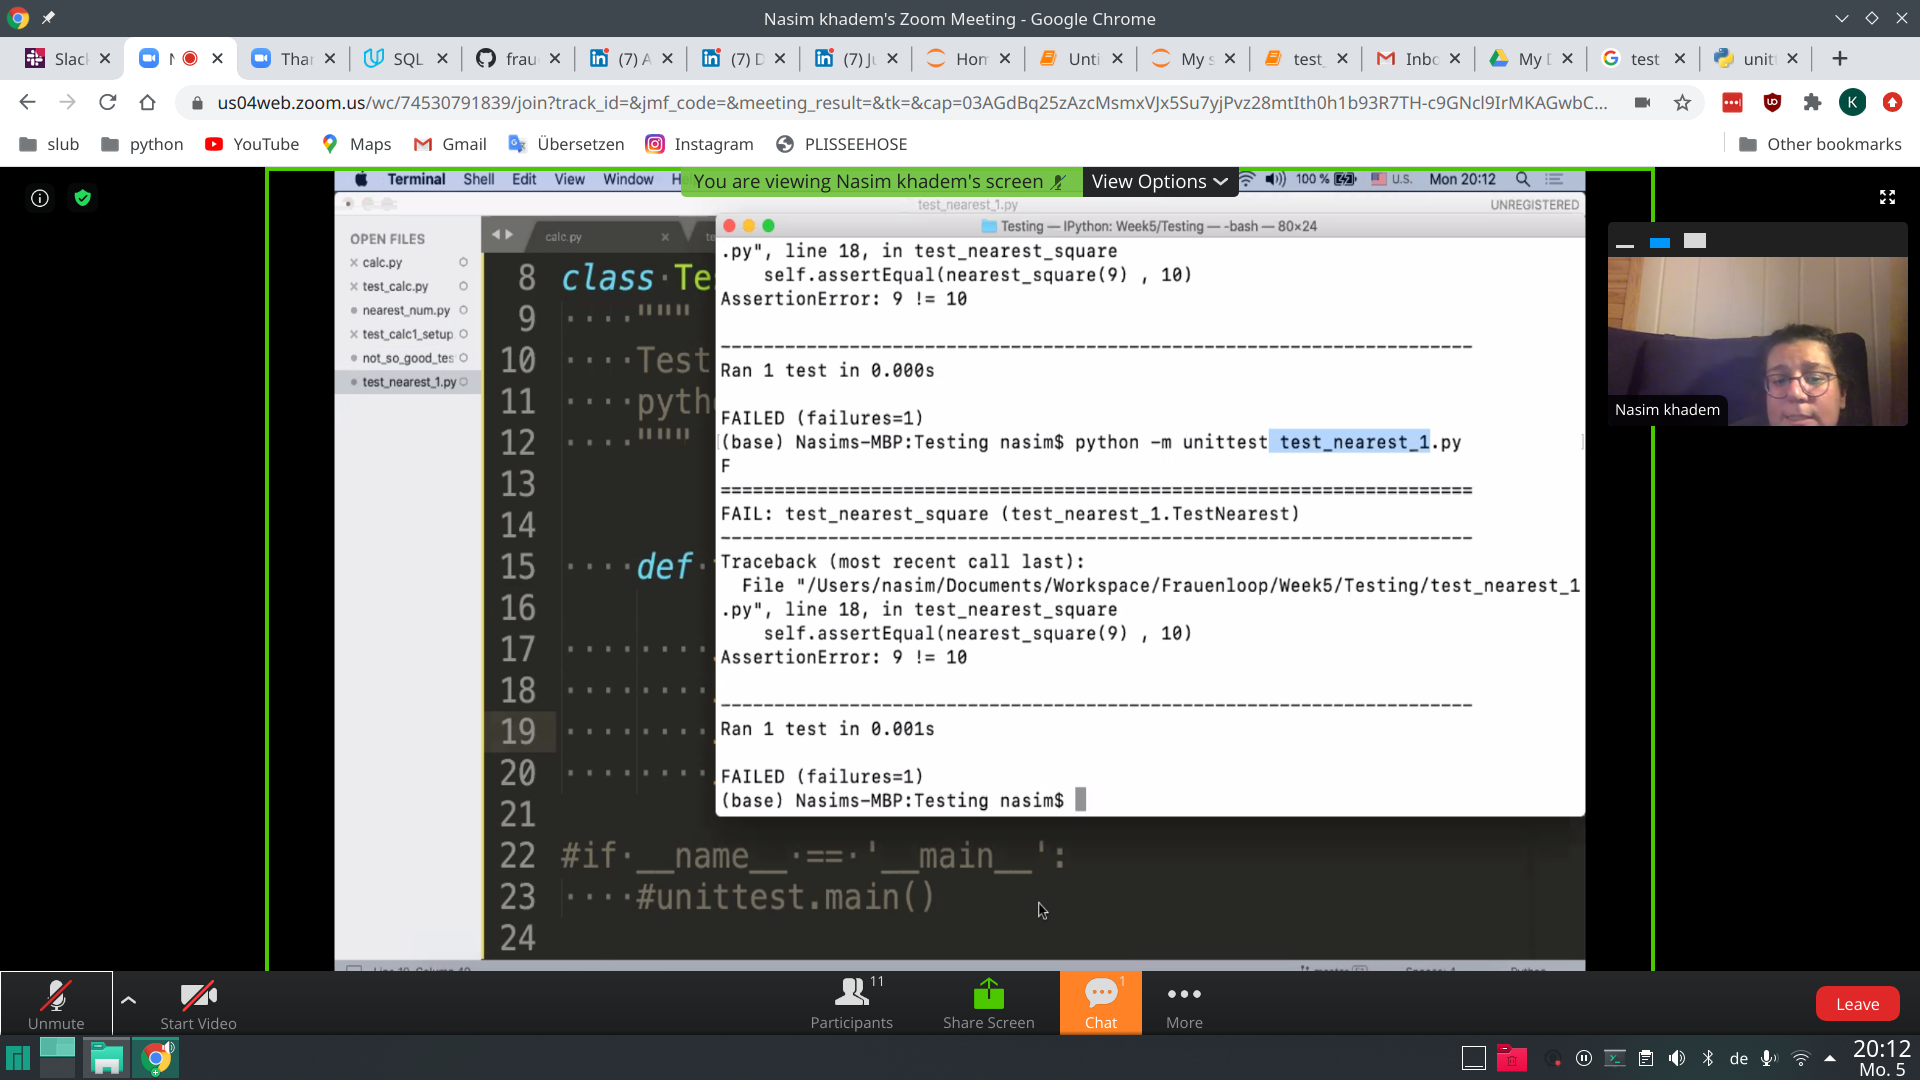 Nasim khadem's Zoom Meeting - Google Chrome
Slack
N
Thar
SQL
frau
(7) A
(7) D
(7) Ju
Hom
Unti
My s
test_
Inbo
My D
test
unitt
us04web.zoom.us/wc/74530791839/join?track_id=&jmf_code=&meeting_result=&tk=&cap=03AGdBq25zAzcMsmxVJx5Su7yjPvz28mtIth0h1b93R7TH-c9GNcl9IrMKAGwbC...
K
slub
python
YouTube
Maps
Gmail
Übersetzen
Instagram
PLISSEEHOSE
Other bookmarks
Terminal Shell Edit View Window
You are viewing Nasim khadem's screen
View Options
100 %
U.S.
Mon 20:12
test_nearest_1.py
UNREGISTERED
OPEN FILES
calc.py
test_calc.py
nearest_num.py
test_calc1_setup.
not_so_good_tes
test_nearest_1.py
calc.py
te
8 class Te
9 """
10 Test
11 pyth
12 """
13
14
15 def
16
17
18
19
20
21
22 #if __name__ == '__main__':
23 #unittest.main()
24
Testing — IPython: Week5/Testing — -bash — 80×24
.py", line 18, in test_nearest_square
self.assertEqual(nearest_square(9) , 10)
AssertionError: 9 != 10
----------------------------------------------------------------------
Ran 1 test in 0.000s
FAILED (failures=1)
(base) Nasims-MBP:Testing nasim$ python -m unittest test_nearest_1.py
F
======================================================================
FAIL: test_nearest_square (test_nearest_1.TestNearest)
----------------------------------------------------------------------
Traceback (most recent call last):
File "/Users/nasim/Documents/Workspace/Frauenloop/Week5/Testing/test_nearest_1
.py", line 18, in test_nearest_square
self.assertEqual(nearest_square(9) , 10)
AssertionError: 9 != 10
----------------------------------------------------------------------
Ran 1 test in 0.001s
FAILED (failures=1)
(base) Nasims-MBP:Testing nasim$
Nasim khadem
Unmute
Start Video
Participants
11
Share Screen
Chat
1
More
Leave
de
20:12
Mo. 5